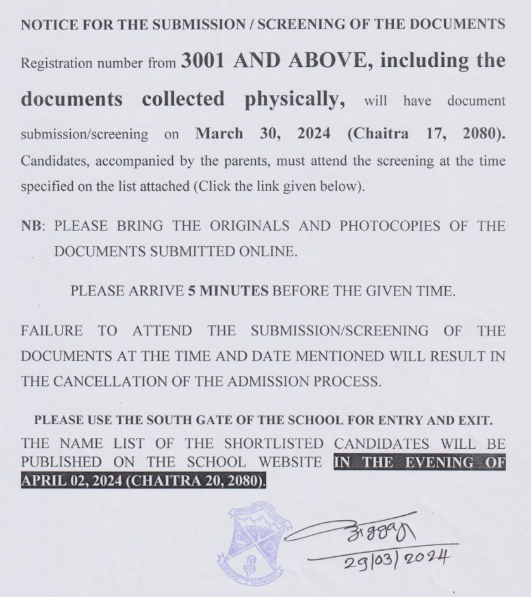 NOTICE FOR THE SUBMISSION / SCREENING OF THE DOCUMENTS
Registration number from 3001 AND ABOVE, including the
documents collected physically, will have document
submission/screening on March 30, 2024 (Chaitra 17, 2080).
Candidates, accompanied by the parents, must attend the screening at the time
specified on the list attached (Click the link given below).
NB: PLEASE BRING THE ORIGINALS AND PHOTOCOPIES OF THE
DOCUMENTS SUBMITTED ONLINE.
PLEASE ARRIVE 5 MINUTES BEFORE THE GIVEN TIME.
FAILURE TO ATTEND THE SUBMISSION/SCREENING OF THE
DOCUMENTS AT THE TIME AND DATE MENTIONED WILL RESULT IN
THE CANCELLATION OF THE ADMISSION PROCESS.
PLEASE USE THE SOUTH GATE OF THE SCHOOL FOR ENTRY AND EXIT.
THE NAME LIST OF THE SHORTLISTED CANDIDATES WILL BE
PUBLISHED ON THE SCHOOL WEBSITE IN THE EVENING OF
APRIL 02, 2024 (CHAITRA 20, 2080).
29/03/2024